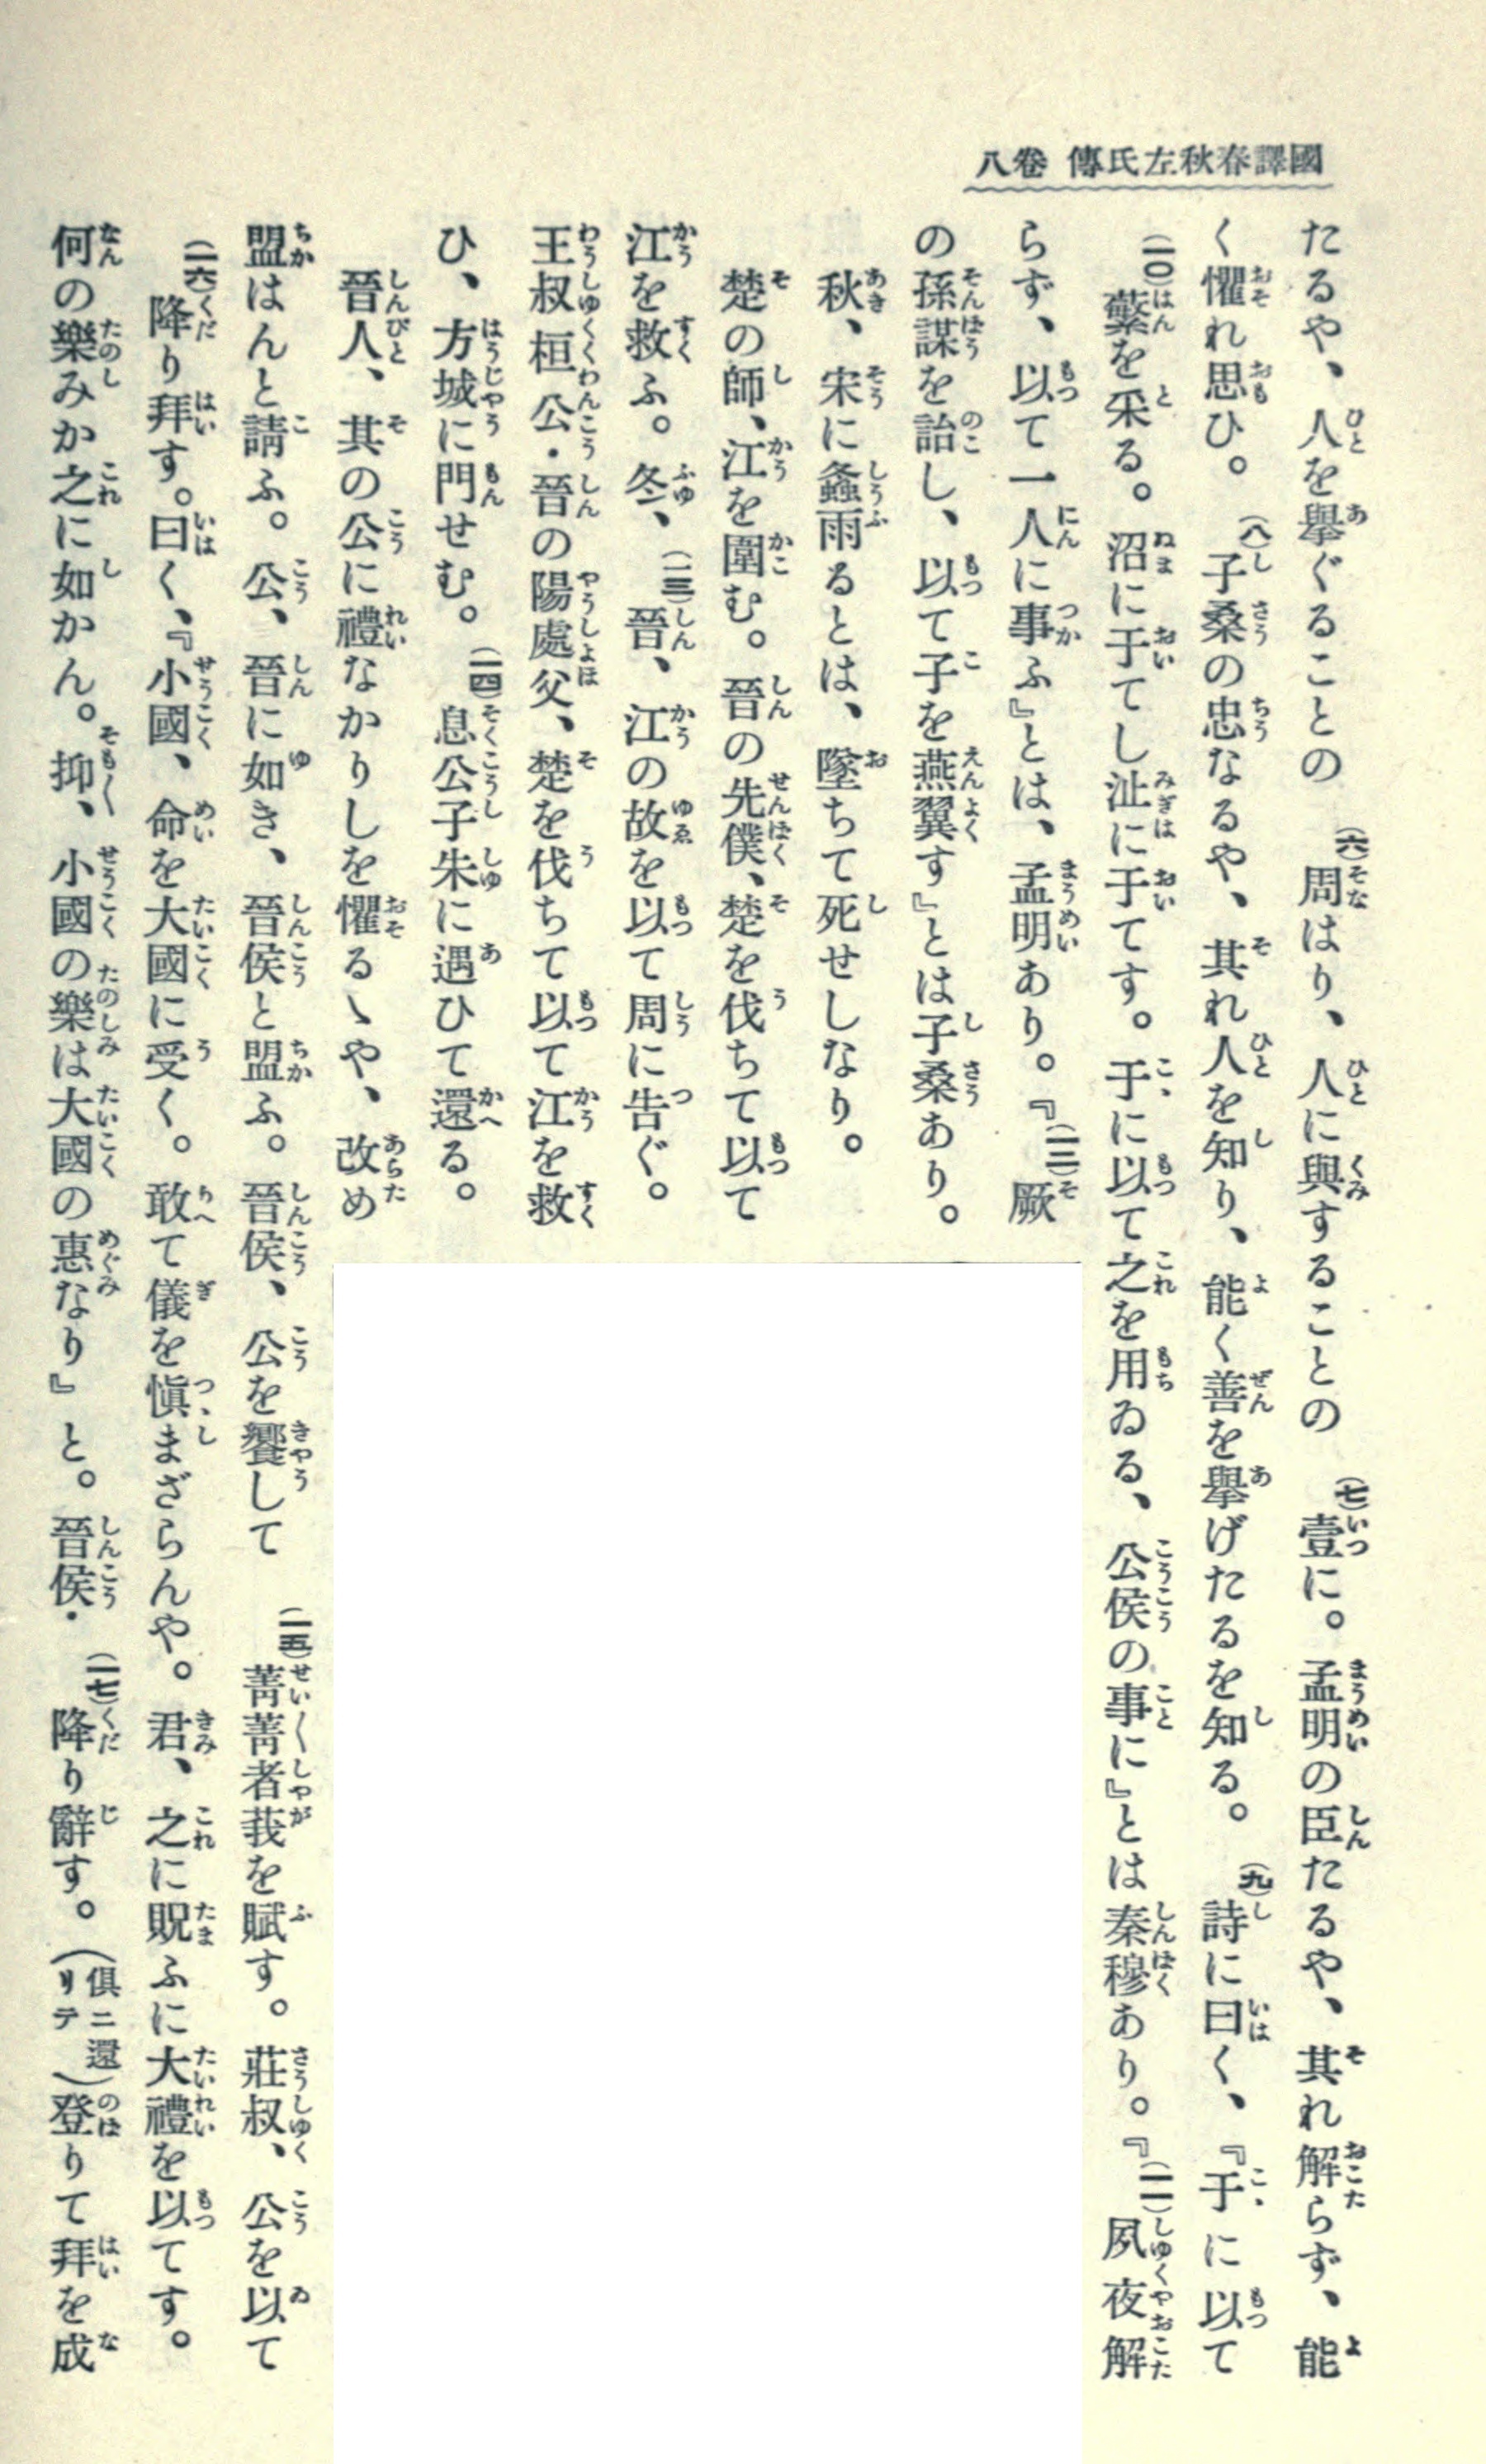 國譯春秋左氏傳 卷八
たるや、人を擧ぐることの(六)周はり、人に與することの(七)壹に。孟明の臣たるや、其れ解らず、能
く懼れ思ひ。(八)子桑の忠なるや、其れ人を知り、能く善を擧げたるを知る。(九)詩に曰く、『于に以て
(一〇)蘩を采る。沼に于てし沚に于てす。于に以て之を用ゐる、公侯の事に』とは秦穆あり。『(一一)夙夜解
らず、以て一人に事ふ』とは、孟明あり。『(一二)厥
の孫謀を詒し、以て子を燕翼す』とは子桑あり。
秋、宋に螽雨るとは、墜ちて死せしなり。
楚の師、江を圍む。晉の先僕、楚を伐ちて以て
江を救ふ。冬、(一三)晉、江の故を以て周に吿ぐ。
王叔桓公・晉の陽處父、楚を伐ちて以て江を救
ひ、方城に門せむ。(一四)息公子朱に遇ひて還る。
晉人、其の公に禮なかりしを懼るゝや、改め
盟はんと請ふ。公、晉に如き、晉侯と盟ふ。晉侯、公を饗して(一五)菁菁者莪を賦す。莊叔、公を以て
(一六)降り拜す。曰く、『小國、命を大國に受く。敢て儀を愼まざらんや。君、之に貺ふに大禮を以てす。
何の樂みか之に如かん。抑、小國の樂は大國の惠なり』と。晉侯・(一七)降り辭す。(俱ニ還リテ)登りて拜を成